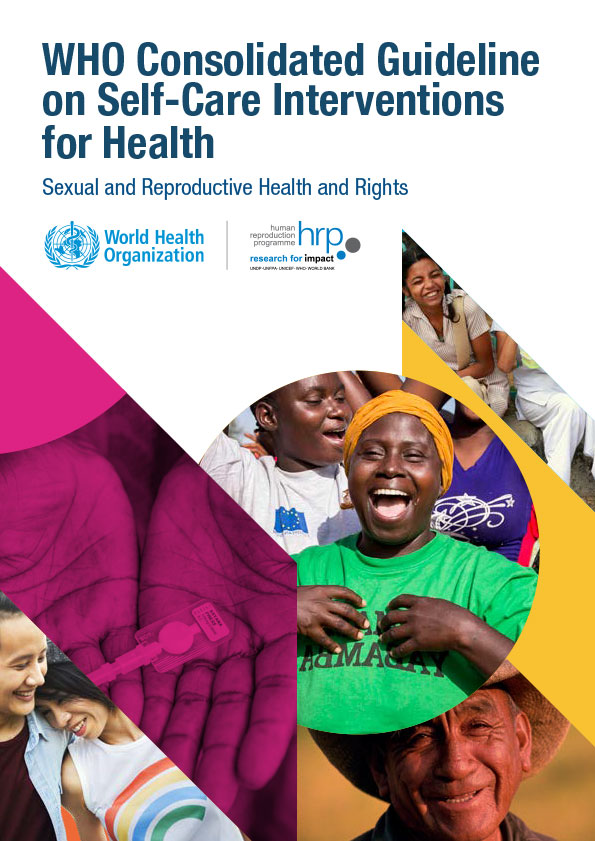 WHO Consolidated Guideline
on Self-Care Interventions
for Health
Sexual and Reproductive Health and Rights
World Health
Organization
human
reproduction
programme
hrp
research for impact
UNDP·UNFPA·UNICEF·WHO·WORLD BANK